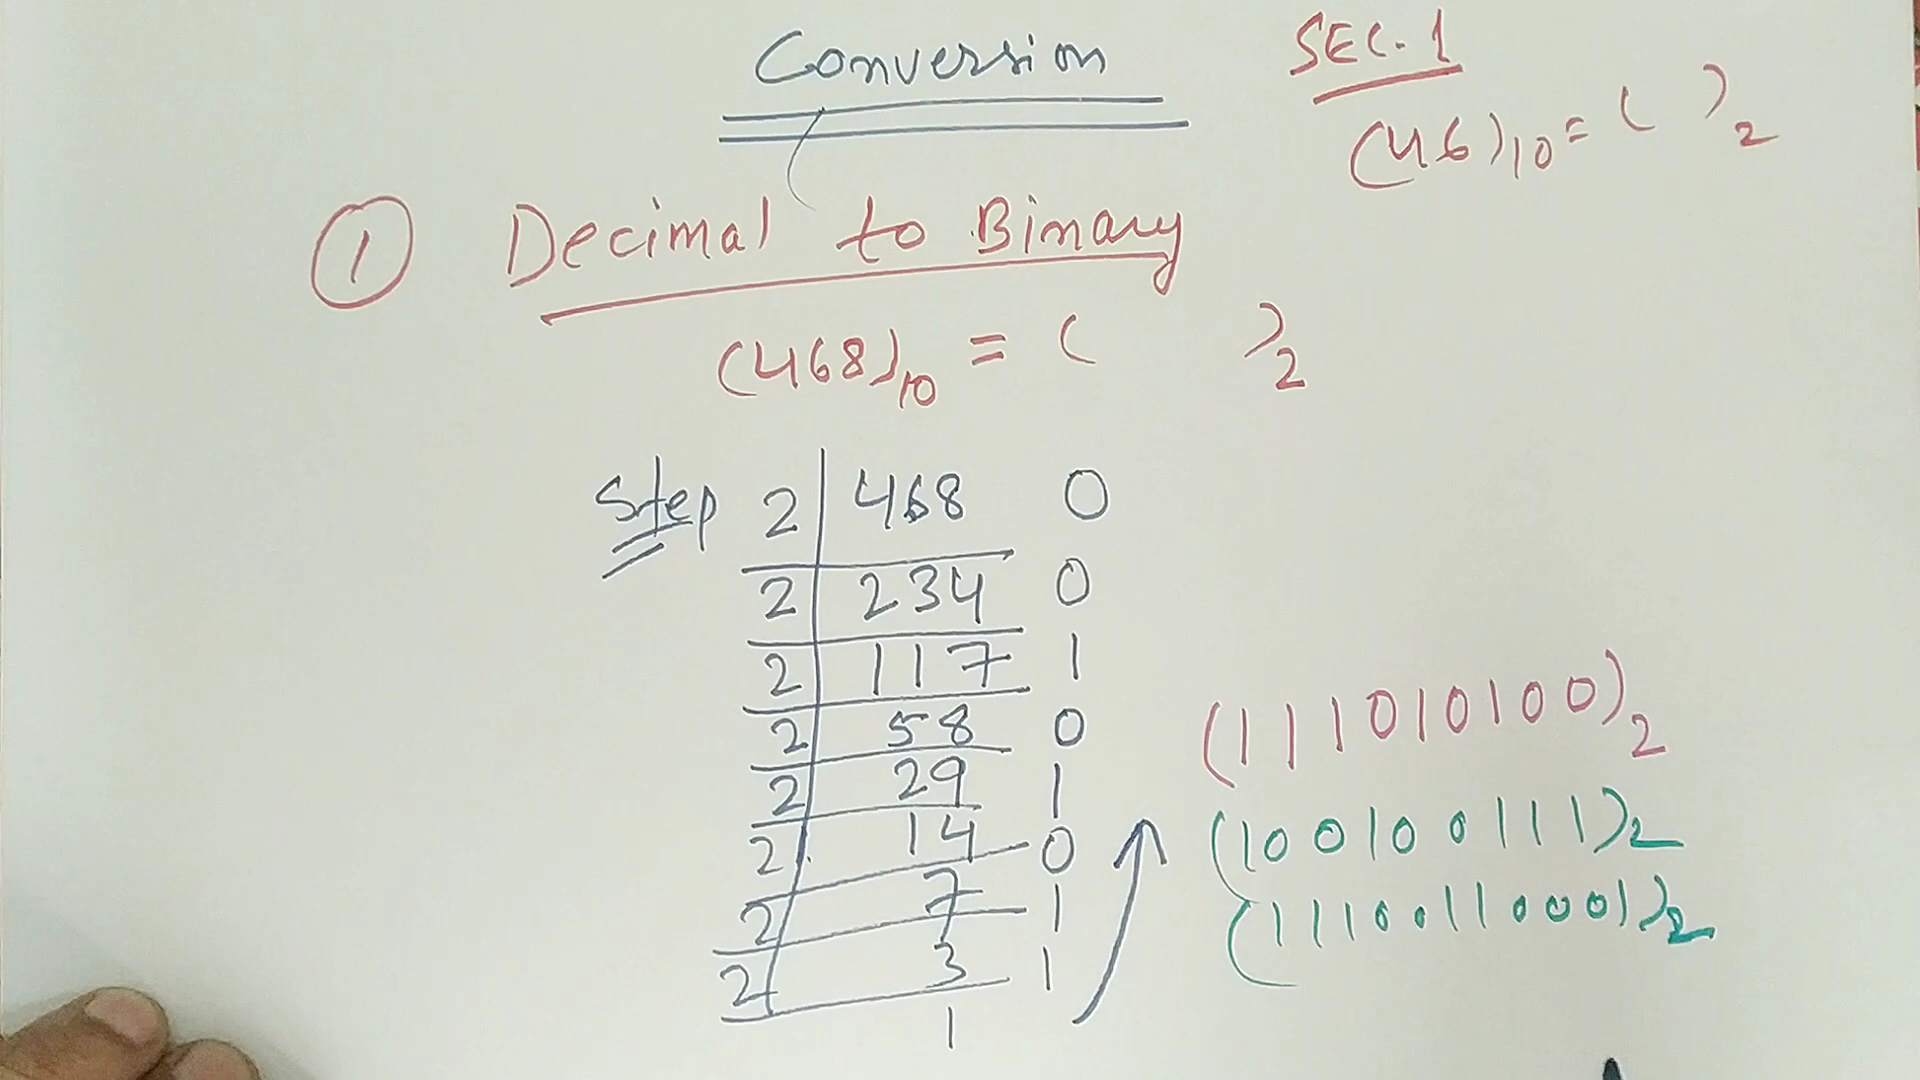 Conversion
SEC. 1
(46)10 = ( )2
1 Decimal to Binary
(468)10 = ( )2
Step 2 468 0
2 234 0
2 117 1
2 58 0
2 29 1
2 14 0
2 7 1
2 3 1
1
(111010100)2
(100100111)2
(11100110001)2